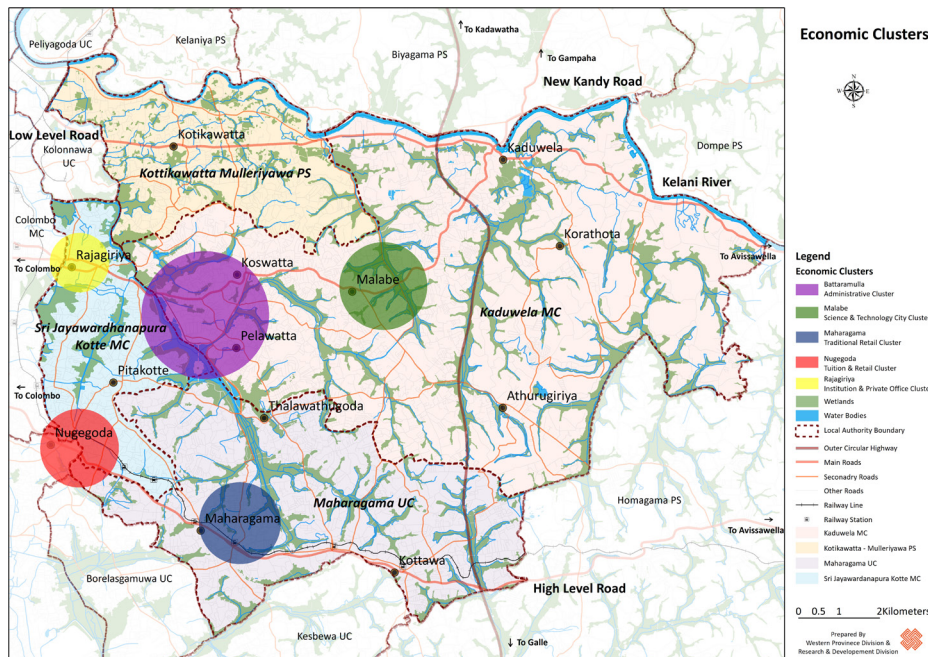 Economic Clusters
N
W E
S
Peliyagoda UC
Kelaniya PS
Biyagama PS
To Kadawatha
To Gampaha
New Kandy Road
Low Level Road
Kolonnawa
UC
Kotikawatta
Kottikawatta Mulleriyawa PS
Kaduwela
Dompe PS
Kelani River
Colombo
MC
Rajagiriya
To Colombo
Koswatta
Malabe
Korathota
To Avissawella
Sri Jayawardhanapura
Kotte MC
Pelawatta
Kaduwela MC
Pitakotte
To Colombo
Thalawathugoda
Athurugiriya
Nugegoda
Maharagama
Maharagama UC
Homagama PS
To Avissawella
Borelasgamuwa UC
Kottawa
High Level Road
Kesbewa UC
To Galle
Legend
Economic Clusters
Battaramulla
Administrative Cluster
Malabe
Science & Technology City Cluster
Maharagama
Traditional Retail Cluster
Nugegoda
Tuition & Retail Cluster
Rajagiriya
Institution & Private Office Cluster
Wetlands
Water Bodies
Local Authority Boundary
Outer Circular Highway
Main Roads
Seconadry Roads
Other Roads
Railway Line
Railway Station
Kaduwela MC
Kotikawatta - Mulleriyawa PS
Maharagama UC
Sri Jayawardanapura Kotte MC
0 0.5 1 2Kilometers
Prepared By
Western Provinece Division &
Research & Developement Division